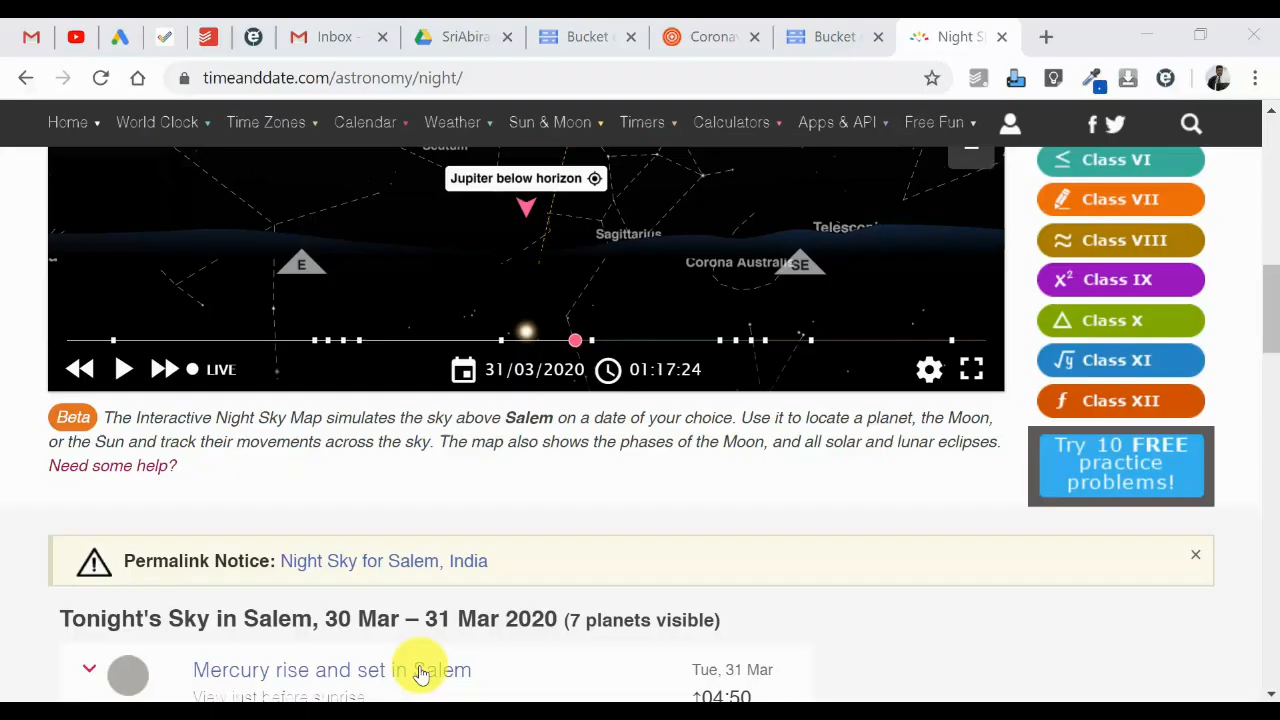 Inbox -
SriAbira
Bucket
Corona
Bucket
Night S
timeanddate.com/astronomy/night/
Home
World Clock
Time Zones
Calendar
Weather
Sun & Moon
Timers
Calculators
Apps & API
Free Fun
Scutum
Jupiter below horizon
Sagittarius
Telescopi
Corona Australis
E
SE
LIVE
31/03/2020
01:17:24
Beta The Interactive Night Sky Map simulates the sky above Salem on a date of your choice. Use it to locate a planet, the Moon,
or the Sun and track their movements across the sky. The map also shows the phases of the Moon, and all solar and lunar eclipses.
Need some help?
Class VI
Class VII
Class VIII
x² Class IX
Class X
√y Class XI
f Class XII
Try 10 FREE
practice
problems!
Permalink Notice: Night Sky for Salem, India
Tonight's Sky in Salem, 30 Mar – 31 Mar 2020 (7 planets visible)
Mercury rise and set in Salem
Tue, 31 Mar
View just before sunrise.
↑04:50